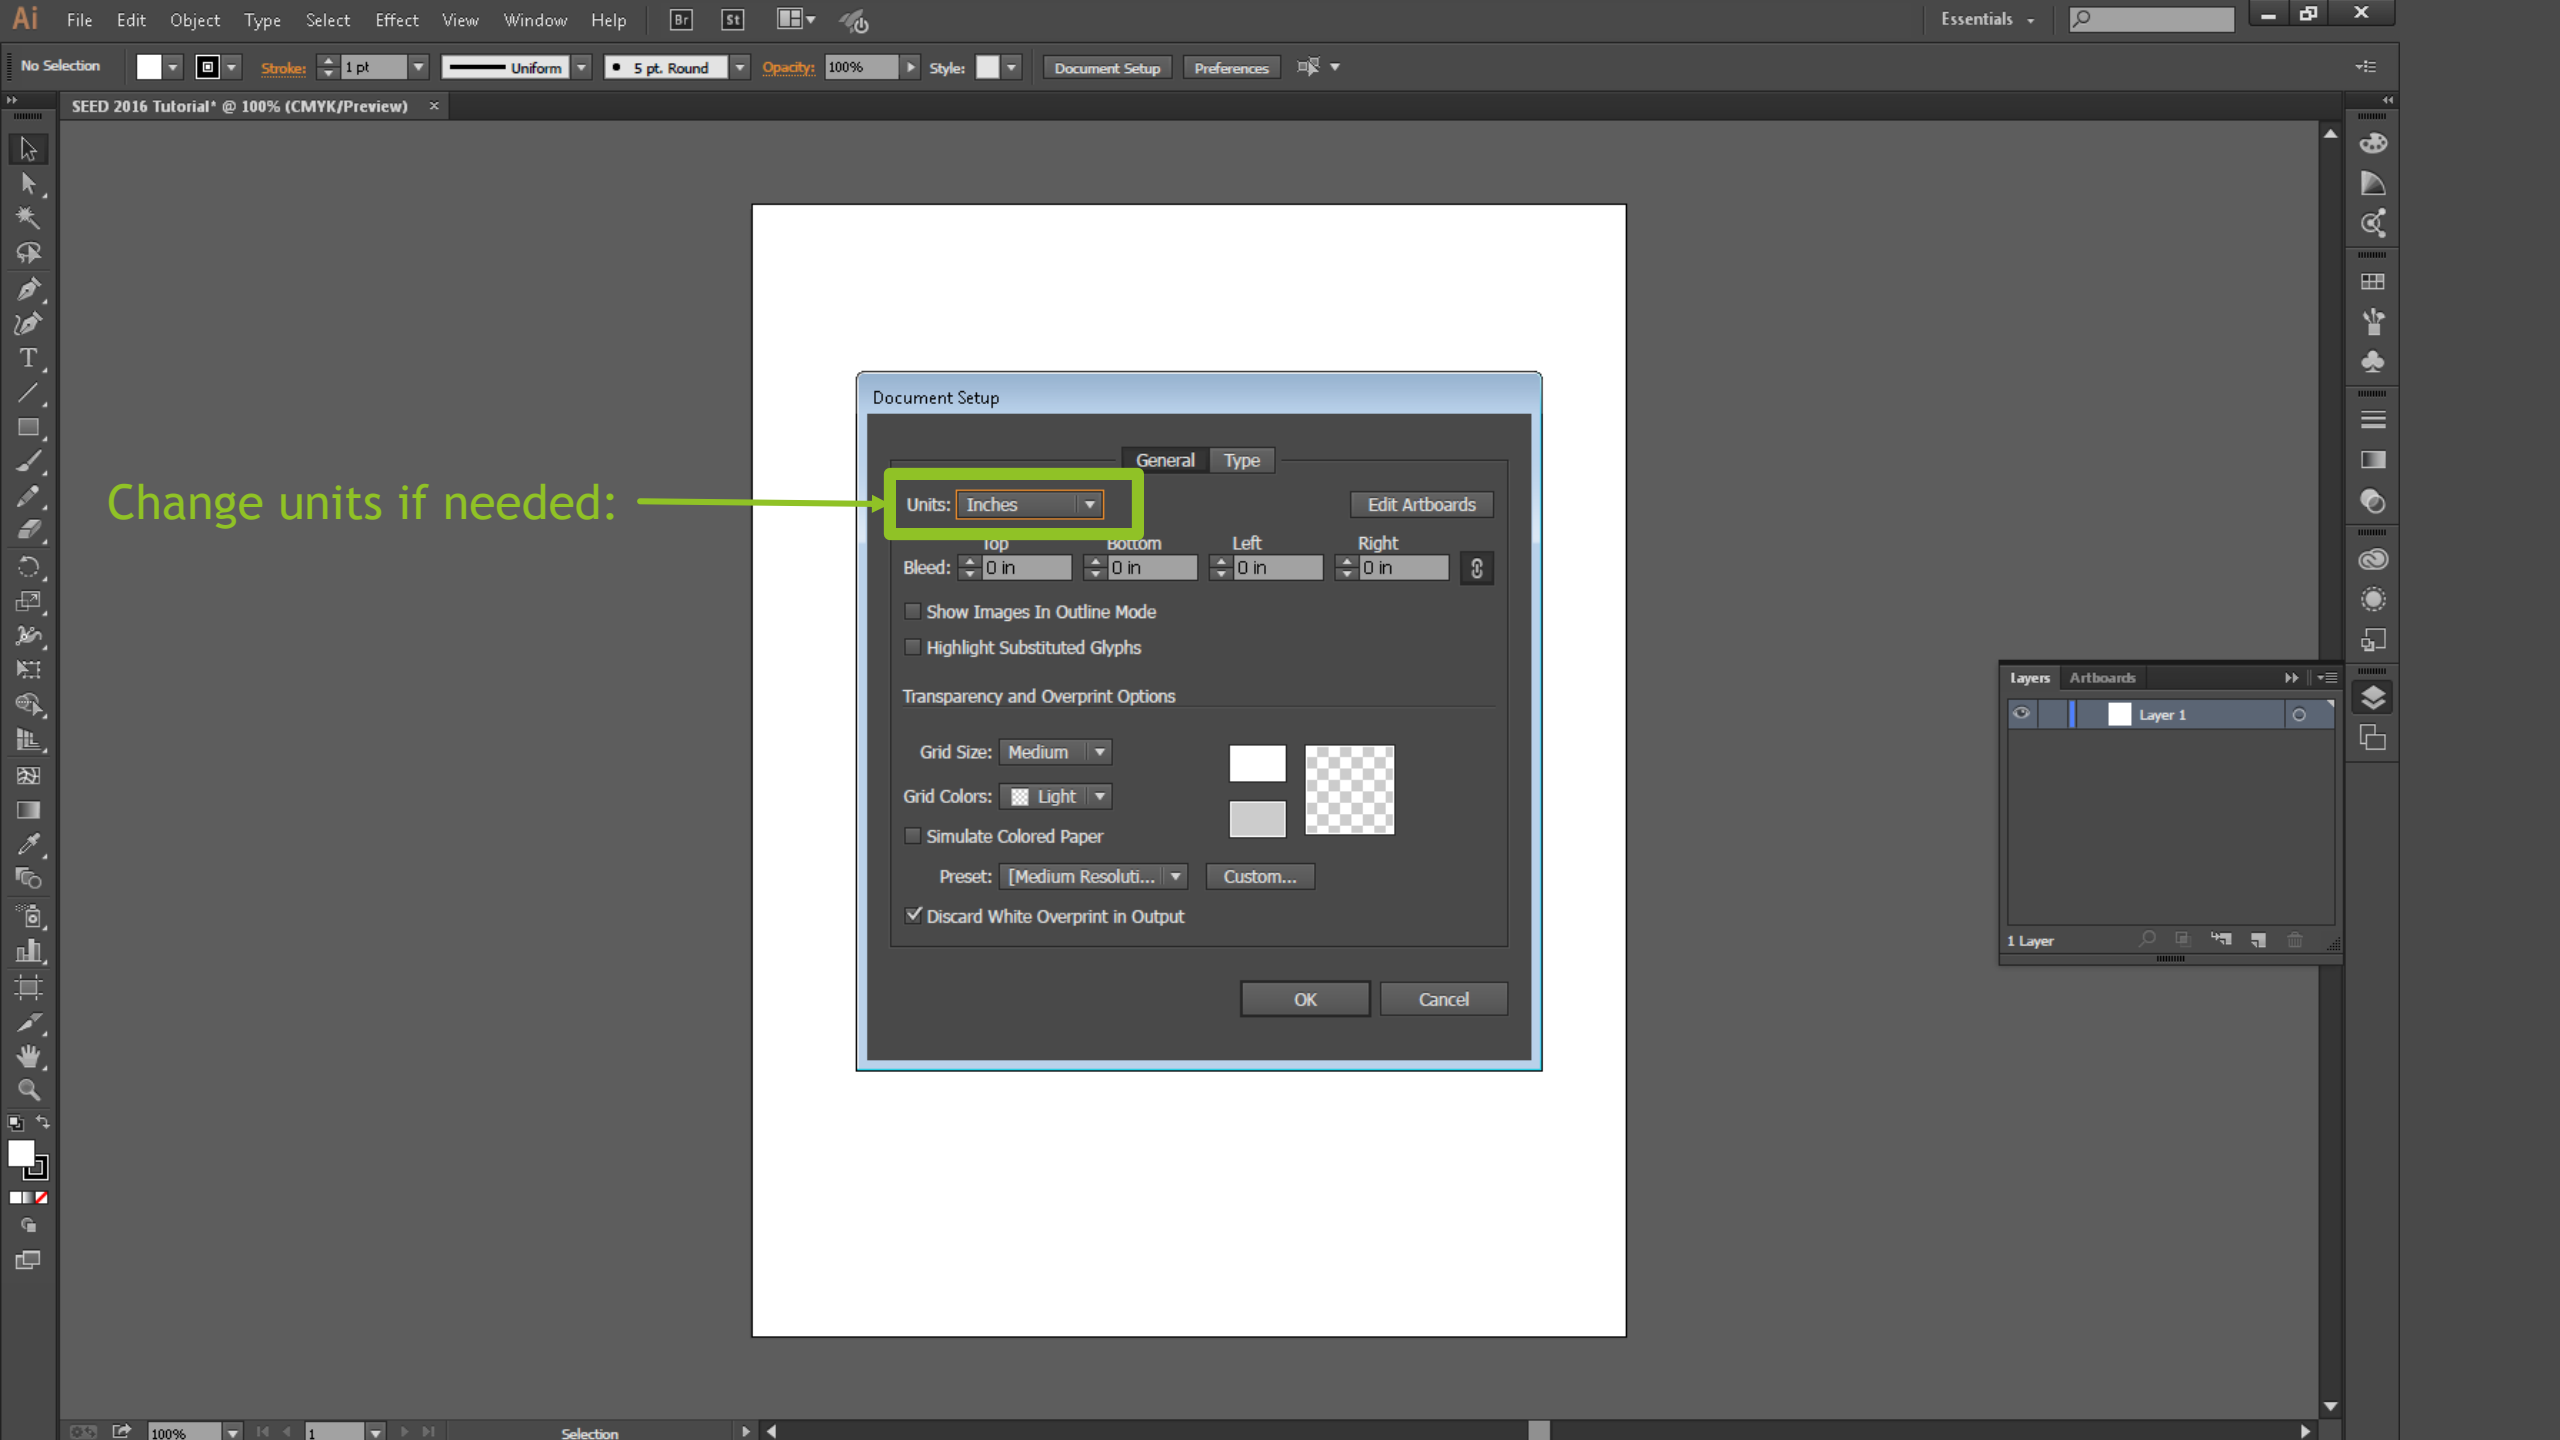 Ai File Edit Object Type Select Effect View Window Help Br St Essentials
No Selection Stroke: 1 pt Uniform 5 pt. Round Opacity: 100% Style: Document Setup Preferences
SEED 2016 Tutorial* @ 100% (CMYK/Preview) ×
Document Setup
General Type
Change units if needed:
Units: Inches Edit Artboards
Top Bottom Left Right
Bleed: 0 in 0 in 0 in 0 in
Show Images In Outline Mode
Highlight Substituted Glyphs
Transparency and Overprint Options
Grid Size: Medium
Grid Colors: Light
Simulate Colored Paper
Preset: [Medium Resoluti... Custom...
Discard White Overprint in Output
OK Cancel
Layers Artboards
Layer 1
1 Layer
100% 1 Selection